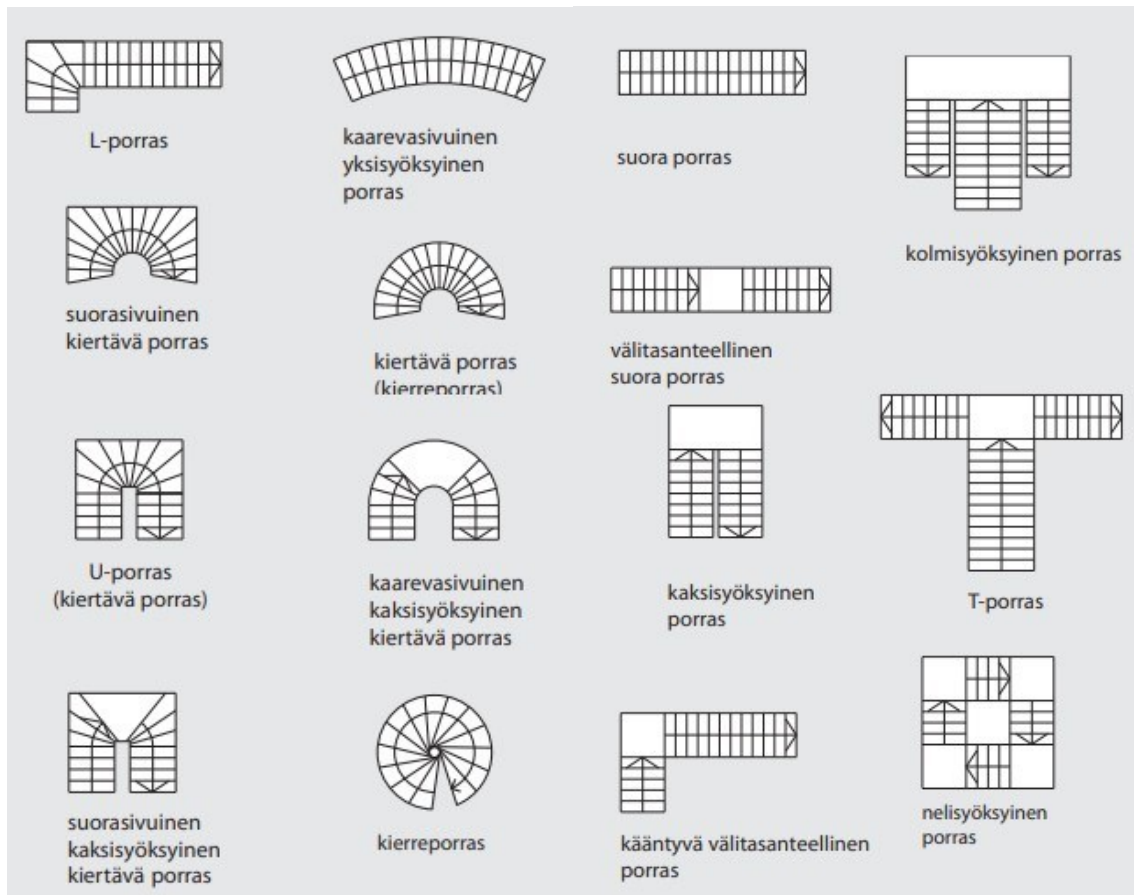 L-porras
kaarevasivuinen
yksisyöksyinen
porras
suora porras
kolmisyöksyinen porras
suorasivuinen
kiertävä porras
kiertävä porras
(kierreporras)
välitasanteellinen
suora porras
U-porras
(kiertävä porras)
kaarevasivuinen
kaksisyöksyinen
kiertävä porras
kaksisyöksyinen
porras
T-porras
suorasivuinen
kaksisyöksyinen
kiertävä porras
kierreporras
kääntyvä välitasanteellinen
porras
nelisyöksyinen
porras